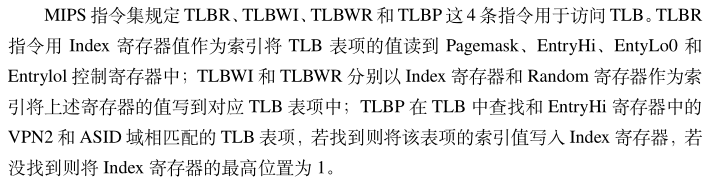 MIPS 指令集规定 TLBR、TLBWI、TLBWR 和 TLBP 这 4 条指令用于访问 TLB。TLBR
指令用 Index 寄存器值作为索引将 TLB 表项的值读到 Pagemask、EntryHi、EntyLo0 和
Entrylol 控制寄存器中；TLBWI 和 TLBWR 分别以 Index 寄存器和 Random 寄存器作为索
引将上述寄存器的值写到对应 TLB 表项中；TLBP 在 TLB 中查找和 EntryHi 寄存器中的
VPN2 和 ASID 域相匹配的 TLB 表项，若找到则将该表项的索引值写入 Index 寄存器，若
没找到则将 Index 寄存器的最高位置为 1。